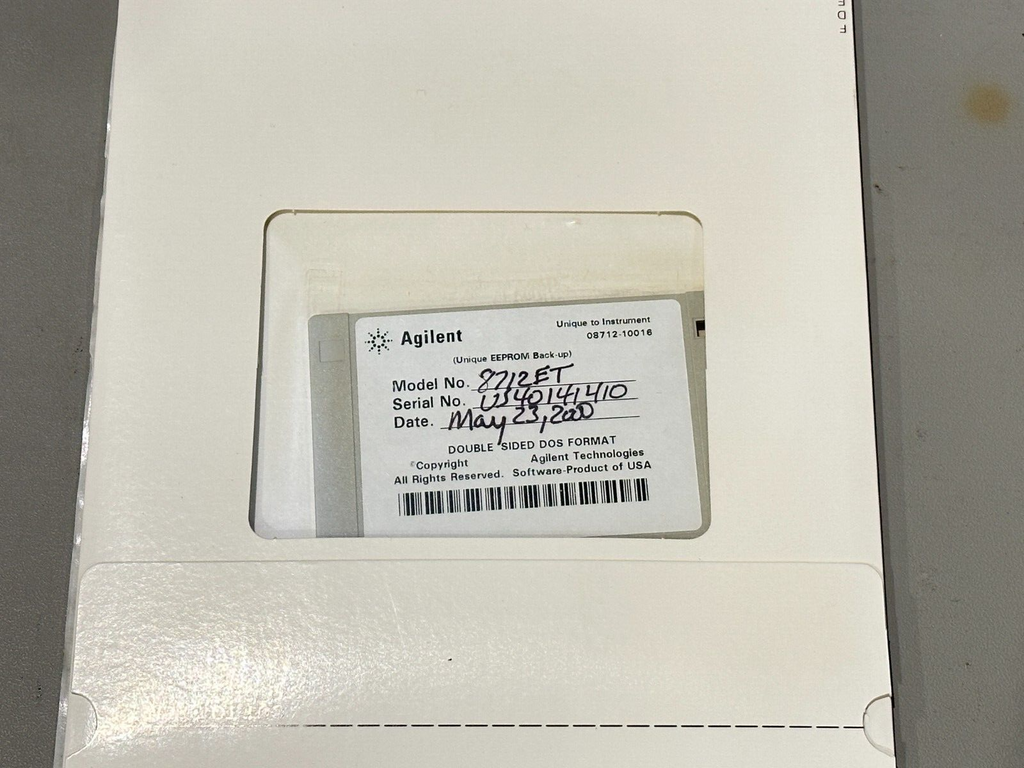 Agilent
Unique to Instrument
08712-10016
(Unique EEPROM Back-up)
Model No. 8712ET
Serial No. US40141410
Date. May 23, 2000
DOUBLE SIDED DOS FORMAT
©Copyright Agilent Technologies
All Rights Reserved. Software-Product of USA